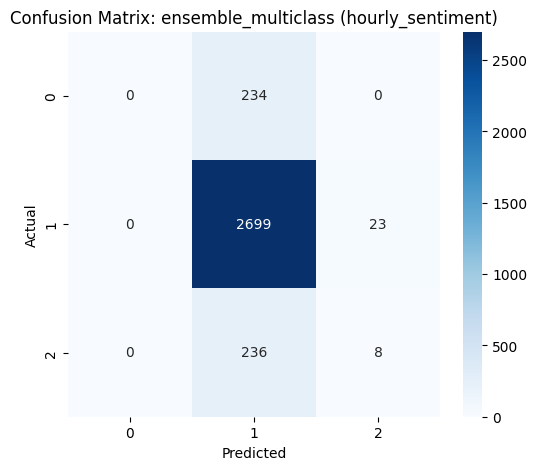 Confusion Matrix: ensemble_multiclass (hourly_sentiment)
0 234 0
0 2699 23
0 236 8
0
1
2
Actual
0 1 2
Predicted
2500
2000
1500
1000
500
0